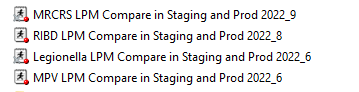 MRCRS LPM Compare in Staging and Prod 2022_9
RIBD LPM Compare in Staging and Prod 2022_8
Legionella LPM Compare in Staging and Prod 2022_6
MPV LPM Compare in Staging and Prod 2022_6